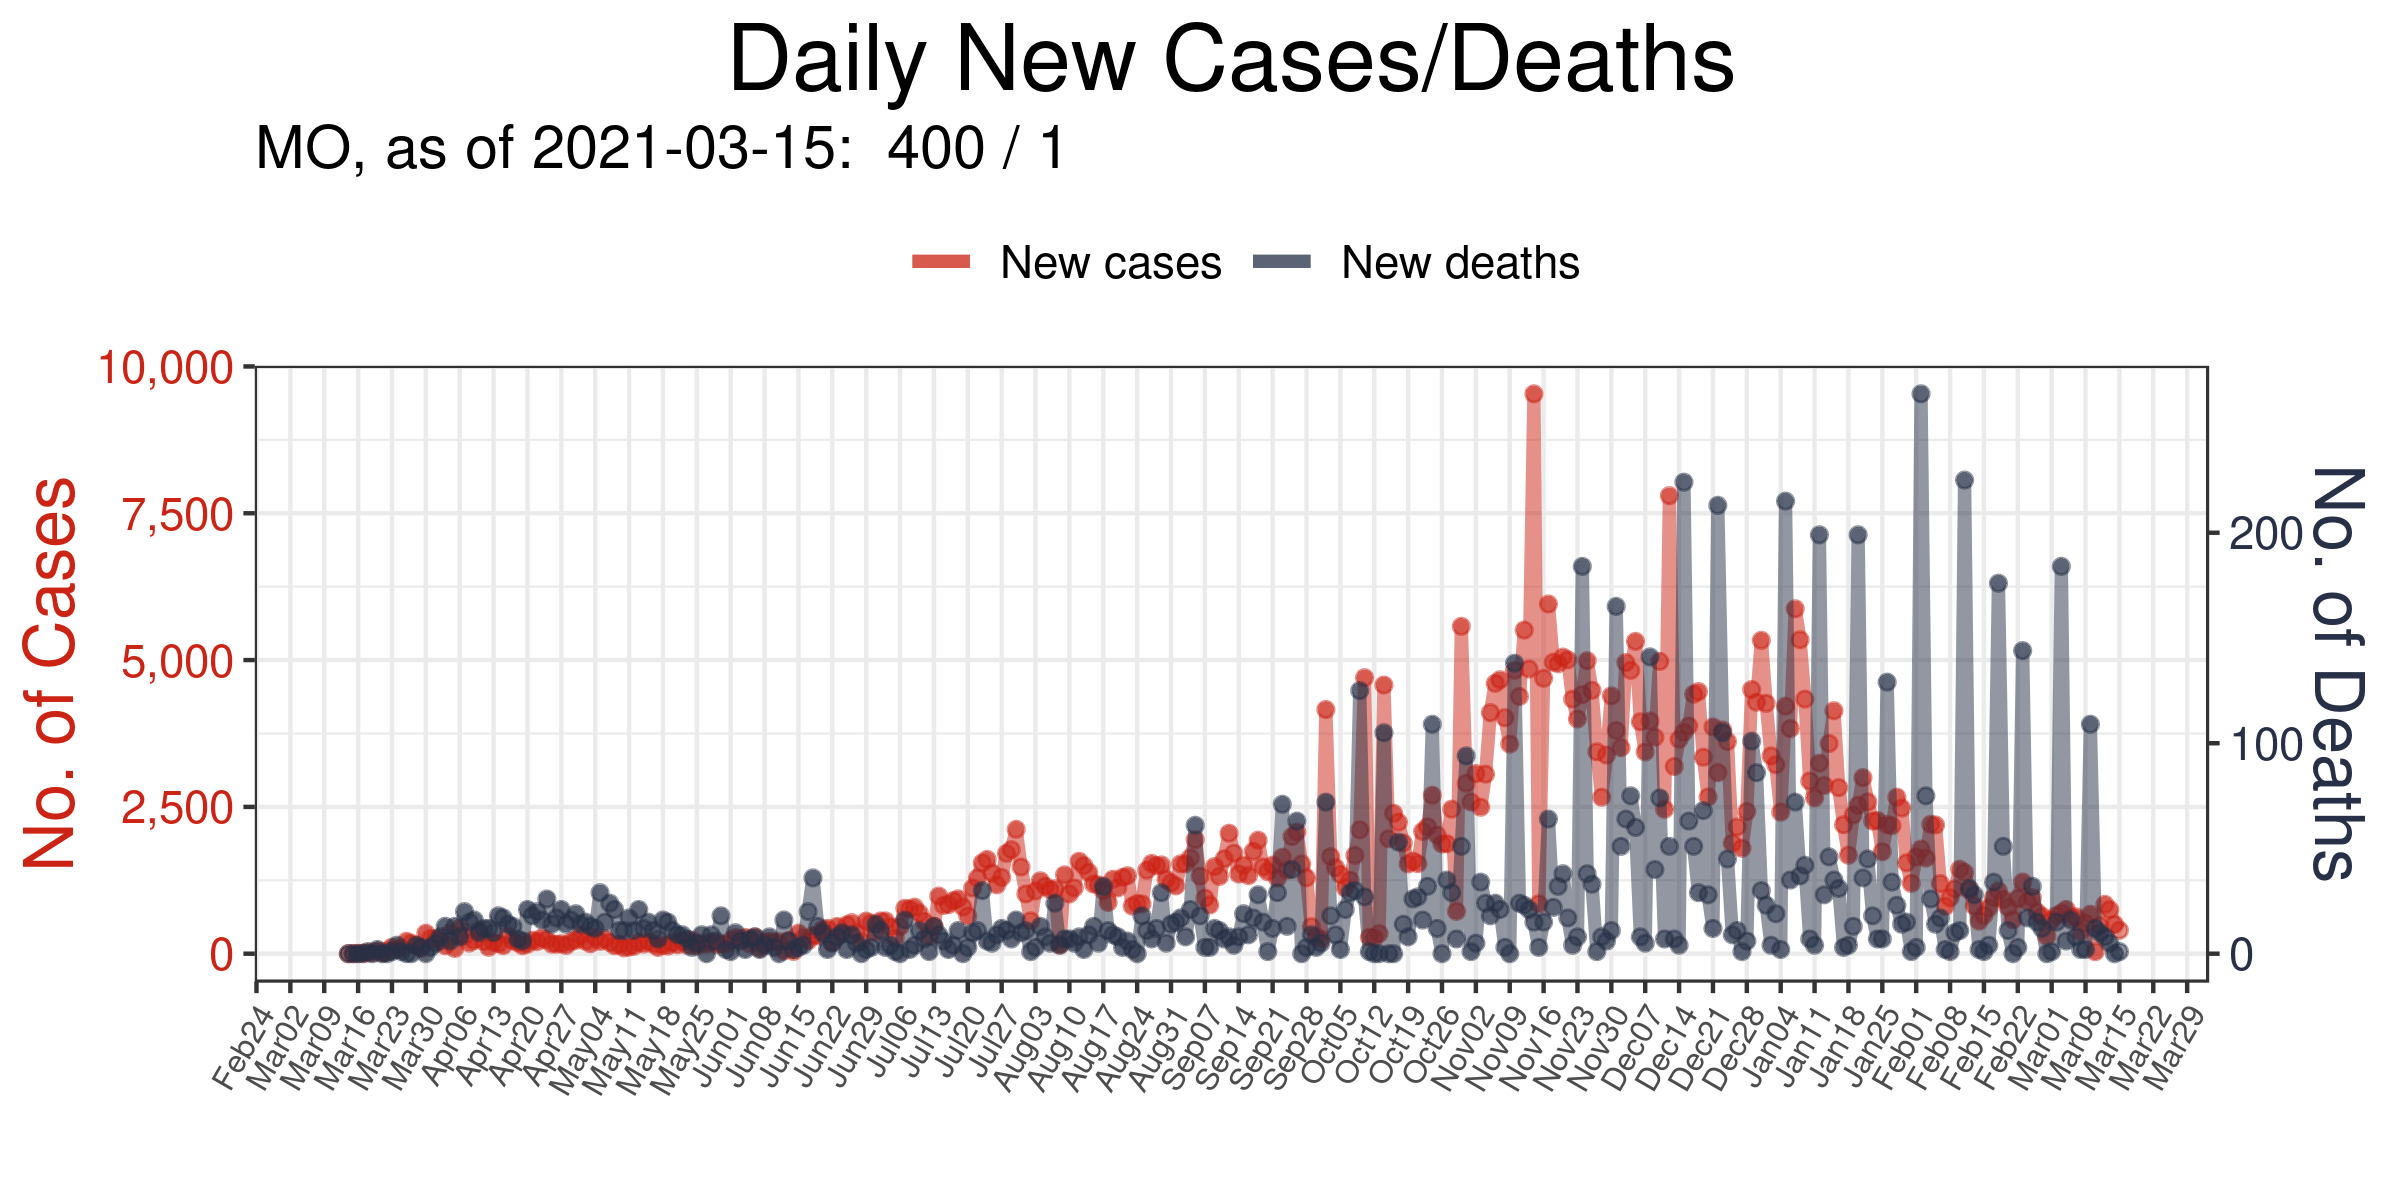 Daily New Cases/Deaths
MO, as of 2021-03-15:  400 / 1
New cases
New deaths
No. of Cases
10,000
7,500
5,000
2,500
0
No. of Deaths
200
100
0
Feb24
Mar02
Mar09
Mar16
Mar23
Mar30
Apr06
Apr13
Apr20
Apr27
May04
May11
May18
May25
Jun01
Jun08
Jun15
Jun22
Jun29
Jul06
Jul13
Jul20
Jul27
Aug03
Aug10
Aug17
Aug24
Aug31
Sep07
Sep14
Sep21
Sep28
Oct05
Oct12
Oct19
Oct26
Nov02
Nov09
Nov16
Nov23
Nov30
Dec07
Dec14
Dec21
Dec28
Jan04
Jan11
Jan18
Jan25
Feb01
Feb08
Feb15
Feb22
Mar01
Mar08
Mar15
Mar22
Mar29